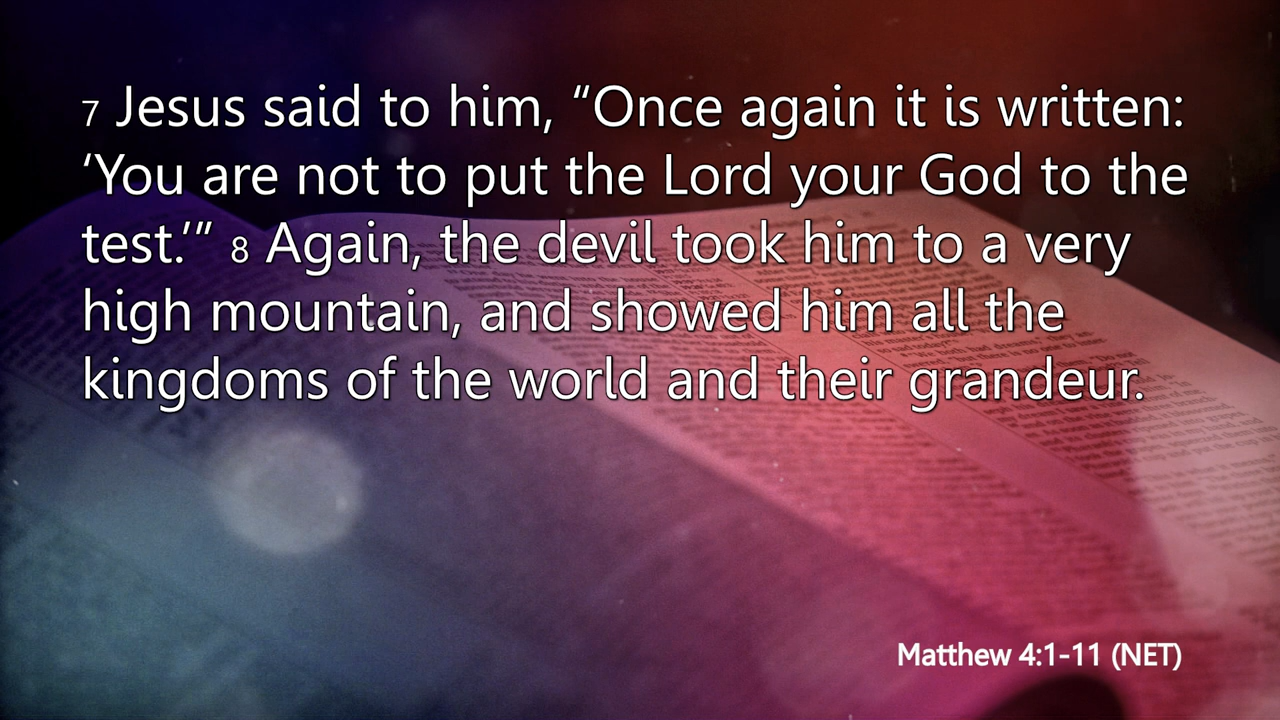 7 Jesus said to him, “Once again it is written:
‘You are not to put the Lord your God to the
test.’” 8 Again, the devil took him to a very
high mountain, and showed him all the
kingdoms of the world and their grandeur.
Matthew 4:1-11 (NET)